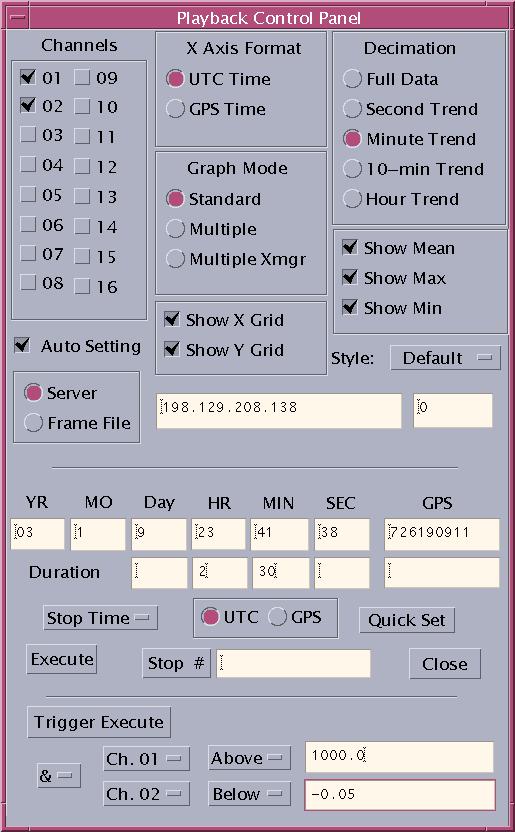 Playback Control Panel
Channels
01 09
02 10
03 11
04 12
05 13
06 14
07 15
08 16
X Axis Format
UTC Time
GPS Time
Graph Mode
Standard
Multiple
Multiple Xmgr
Show X Grid
Show Y Grid
Decimation
Full Data
Second Trend
Minute Trend
10-min Trend
Hour Trend
Show Mean
Show Max
Show Min
Auto Setting
Style: Default
Server
Frame File
198.129.208.138 0
YR MO Day HR MIN SEC GPS
03 1 9 23 41 38 726190911
Duration 2 30
Stop Time UTC GPS Quick Set
Execute Stop # Close
Trigger Execute
& 
Ch. 01 Above 1000.0
Ch. 02 Below -0.05